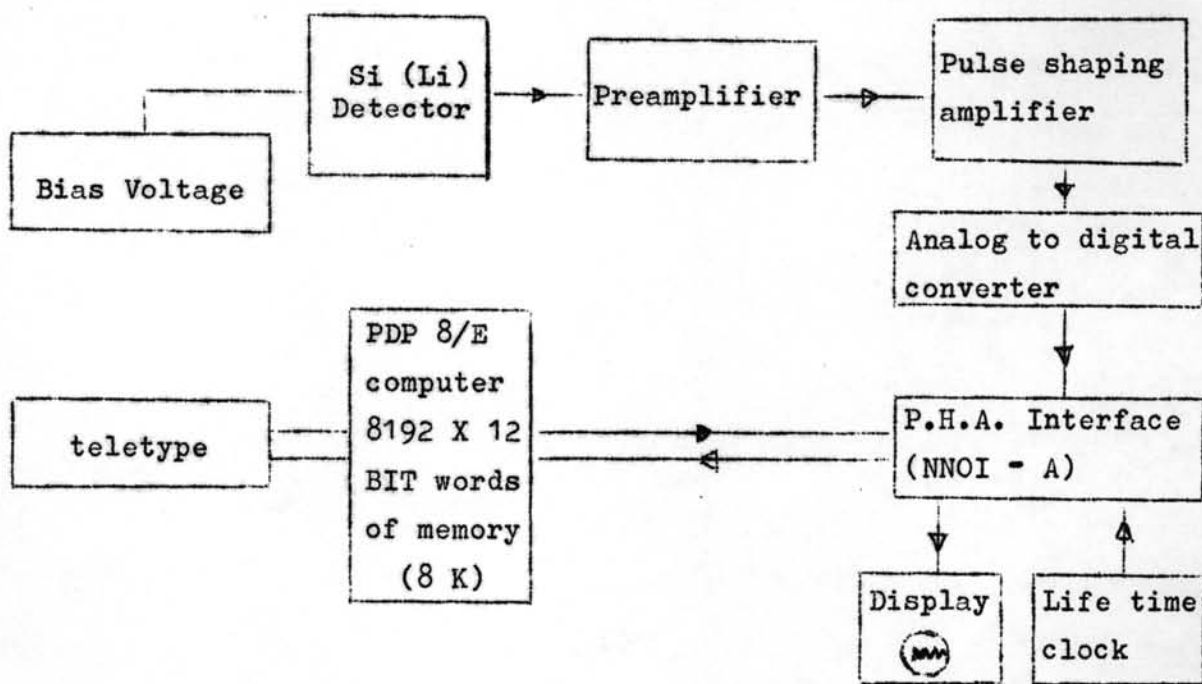 Si (Li)
Detector
Preamplifier
Pulse shaping
amplifier
Bias Voltage
Analog to digital
converter
PDP 8/E
computer
8192 X 12
BIT words
of memory
(8 K)
teletype
P.H.A. Interface
(NNOI - A)
Display
Life time
clock